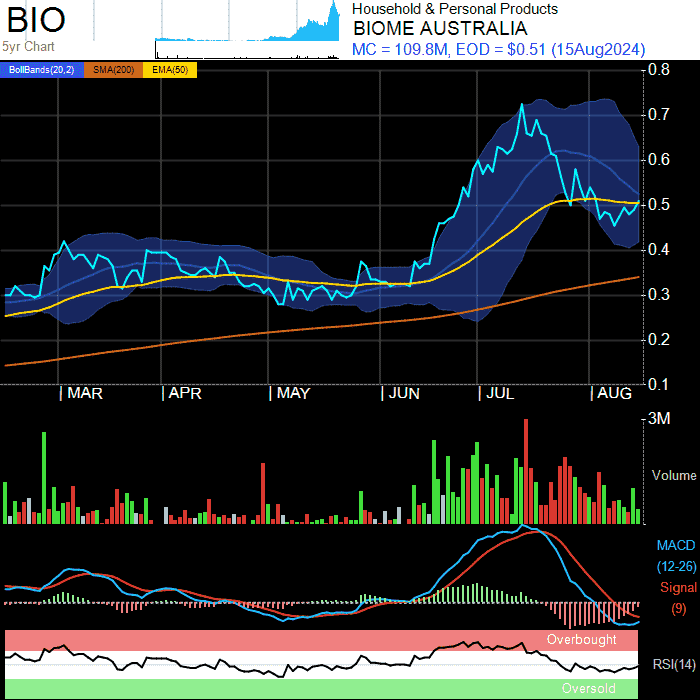 BIO
5yr Chart
Household & Personal Products
BIOME AUSTRALIA
MC = 109.8M, EOD = $0.51 (15Aug2024)
BollBands(20,2) SMA(200) EMA(50)
0.8
0.7
0.6
0.5
0.4
0.3
0.2
0.1
MAR APR MAY JUN JUL AUG
3M
Volume
MACD
(12-26)
Signal
(9)
Overbought
RSI(14)
Oversold